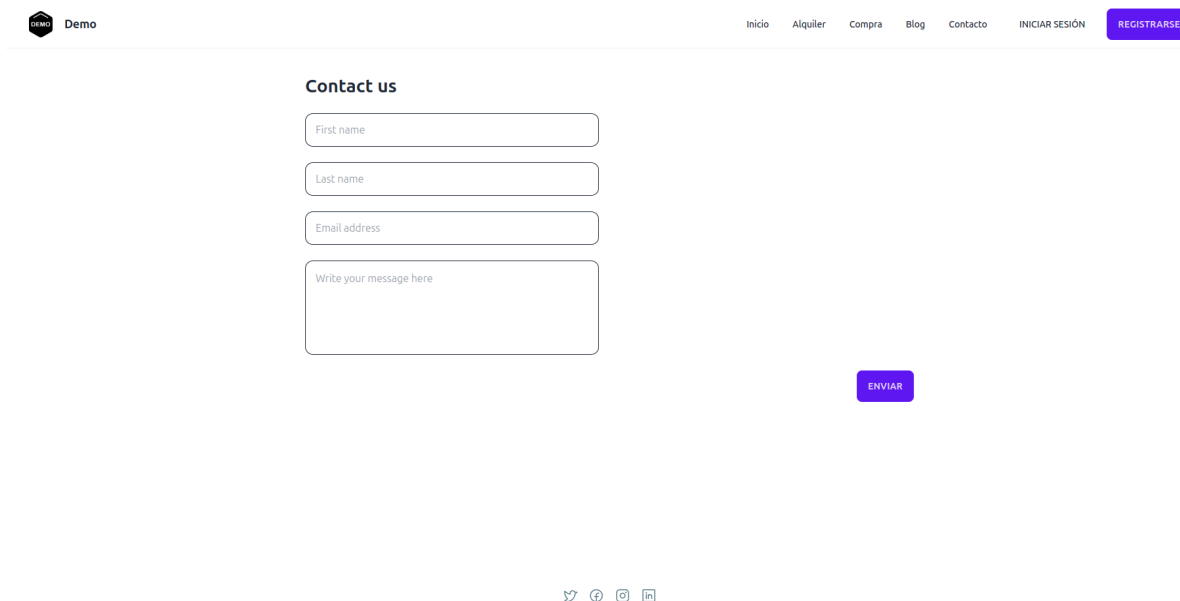 DEMO Demo Inicio Alquiler Compra Blog Contacto INICIAR SESIÓN REGISTRARSE
Contact us
First name
Last name
Email address
Write your message here
ENVIAR